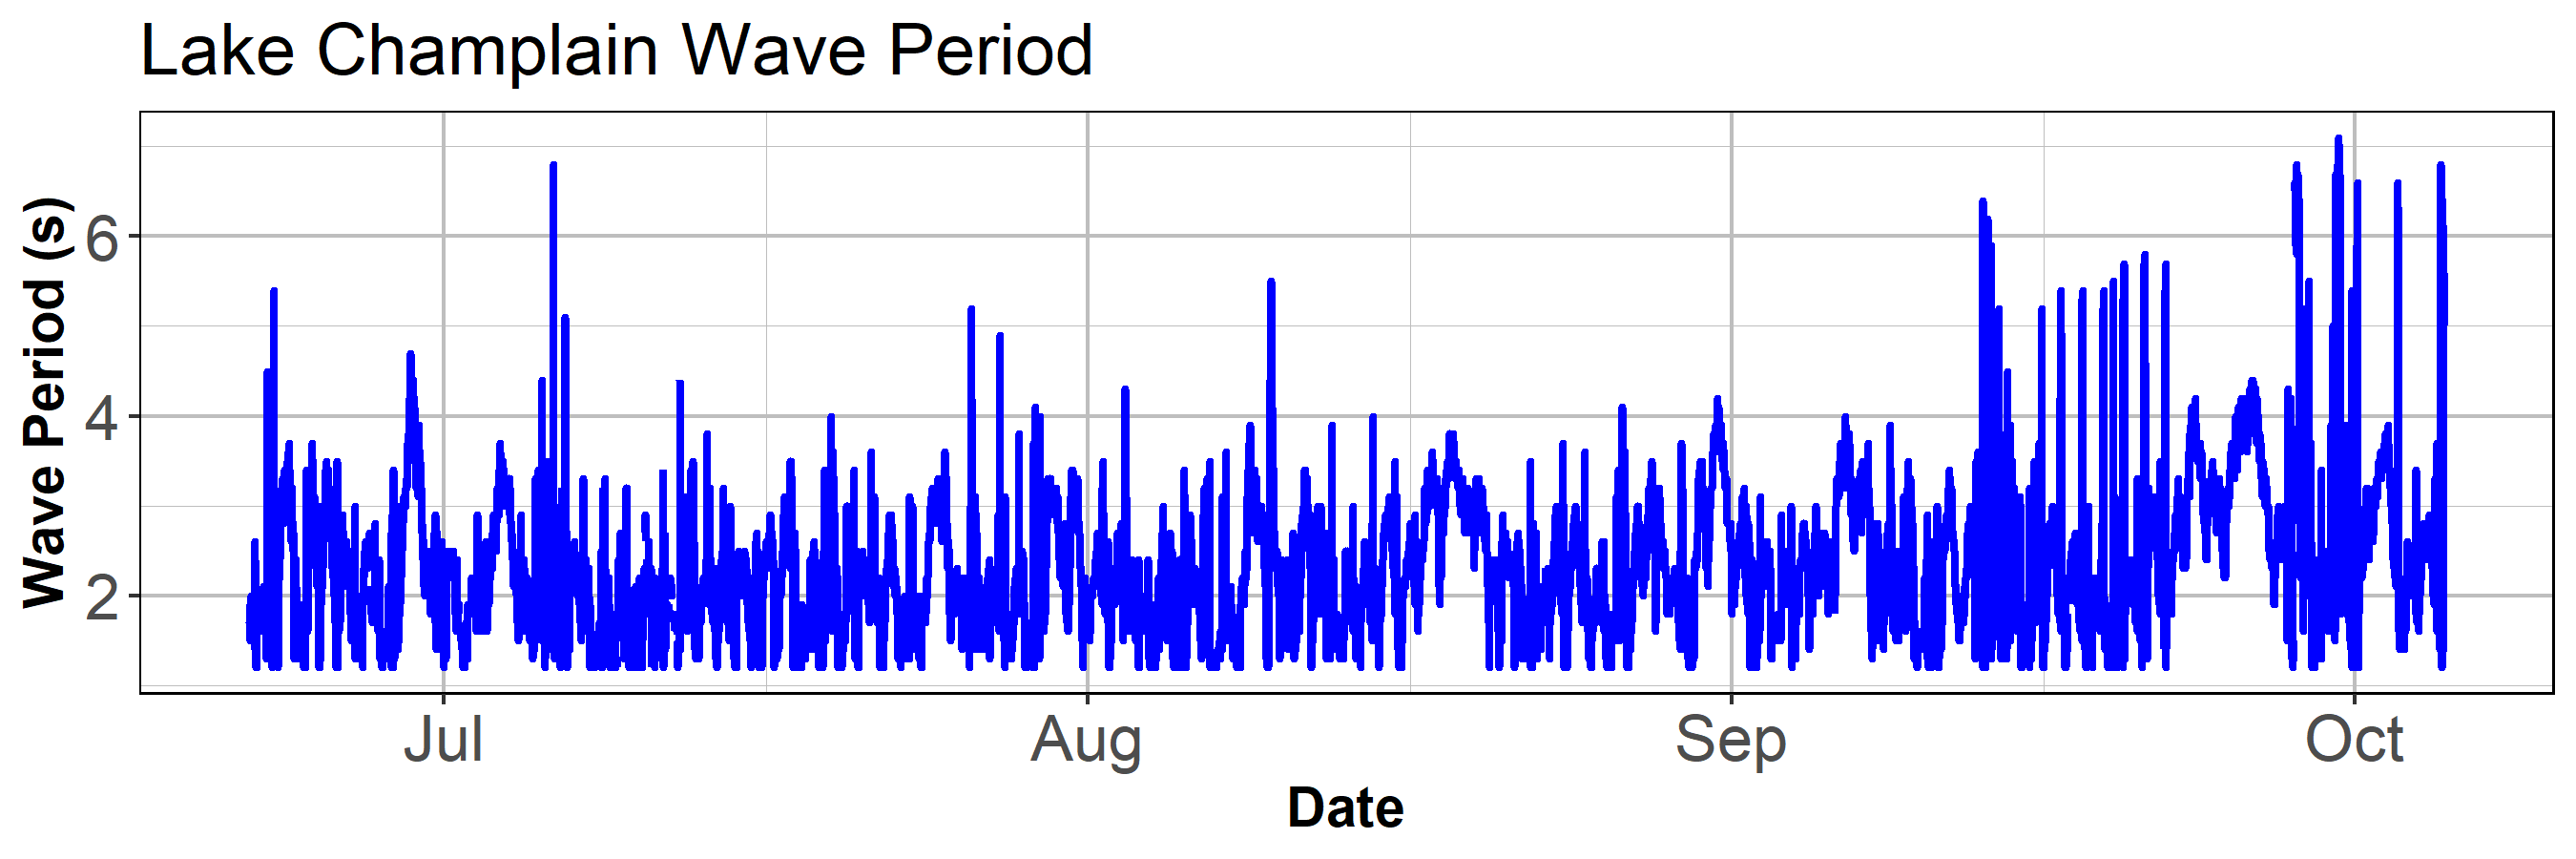 Lake Champlain Wave Period
Wave Period (s)
6
4
2
Jul Aug Sep Oct
Date